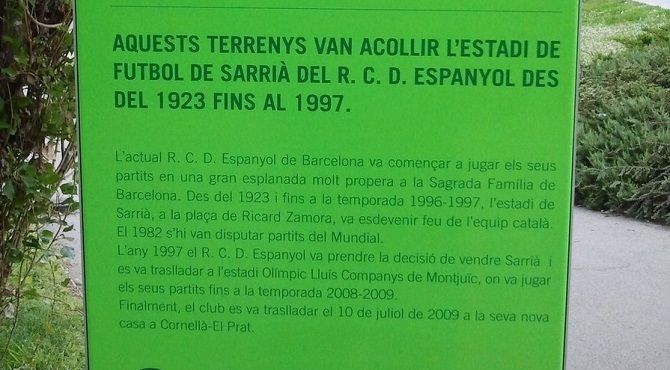 AQUESTS TERRENYS VAN ACOLLIR L'ESTADI DE
FUTBOL DE SARRIÀ DEL R. C. D. ESPANYOL DES
DEL 1923 FINS AL 1997.
L'actual R. C. D. Espanyol de Barcelona va començar a jugar els seus
partits en una gran esplanada molt propera a la Sagrada Família de
Barcelona. Des del 1923 i fins a la temporada 1996-1997, l'estadi de
Sarrià, a la plaça de Ricard Zamora, va esdevenir feu de l'equip català.
El 1982 s'hi van disputar partits del Mundial.
L'any 1997 el R. C. D. Espanyol va prendre la decisió de vendre Sarrià i
es va traslladar a l'estadi Olímpic Lluís Companys de Montjuïc, on va jugar
els seus partits fins a la temporada 2008-2009.
Finalment, el club es va traslladar el 10 de juliol de 2009 a la seva nova
casa a Cornellà-El Prat.